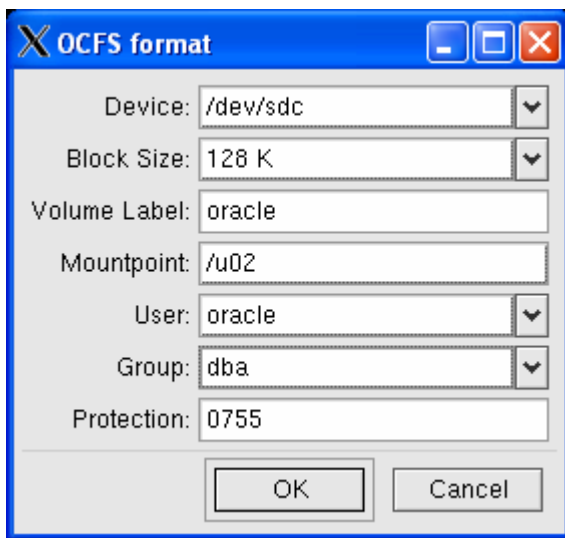 OCFS format
Device: /dev/sdc
Block Size: 128 K
Volume Label: oracle
Mountpoint: /u02
User: oracle
Group: dba
Protection: 0755
OK Cancel